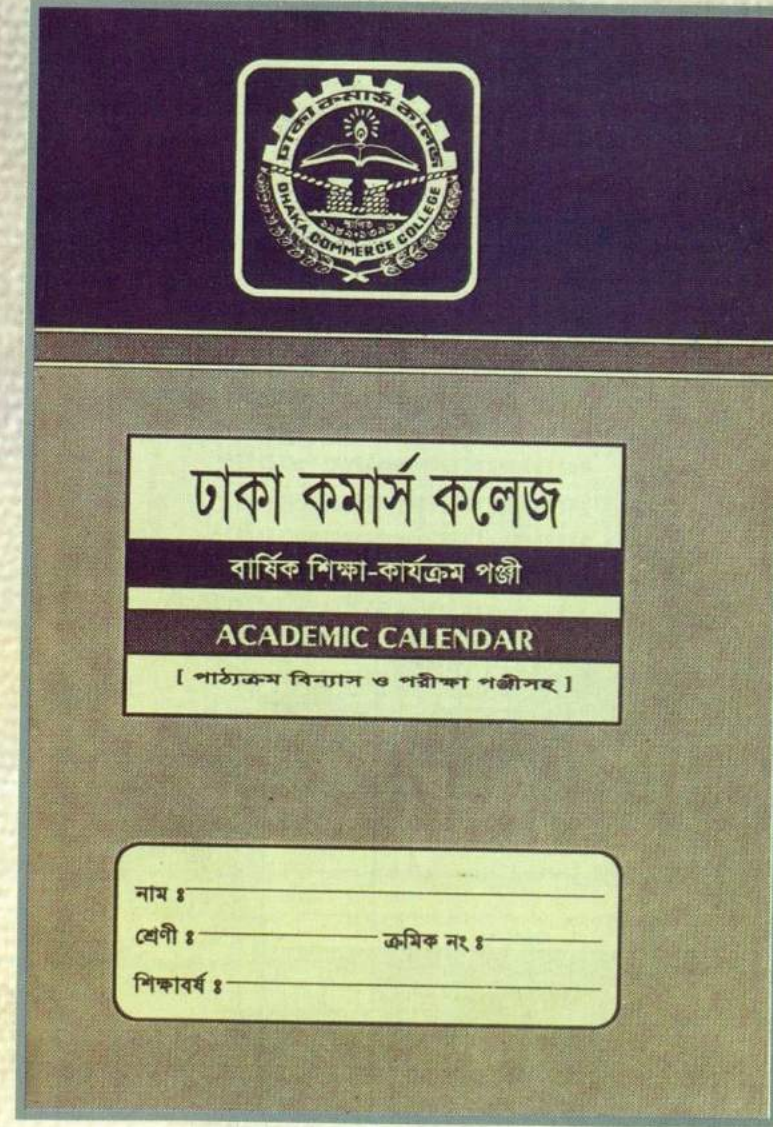 ঢাকা কমার্স কলেজ
DHAKA COMMERCE COLLEGE
স্থাপিত
ঢাকা কমার্স কলেজ
বার্ষিক শিক্ষা-কার্যক্রম পঞ্জী
ACADEMIC CALENDAR
[ পাঠ্যক্রম বিন্যাস ও পরীক্ষা পঞ্জীসহ ]
নাম ঃ
শ্রেণী ঃ ক্রমিক নং ঃ
শিক্ষাবর্ষ ঃ